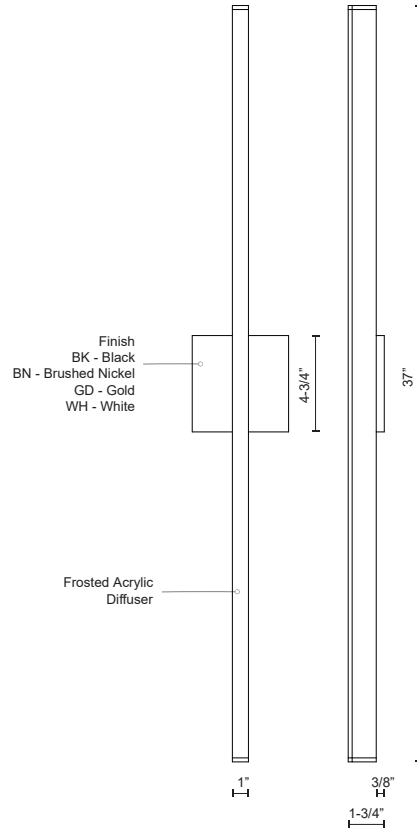 Finish
BK - Black
BN - Brushed Nickel
GD - Gold
WH - White
4-3/4”
37”
Frosted Acrylic
Diffuser
1”
3/8”
1-3/4”